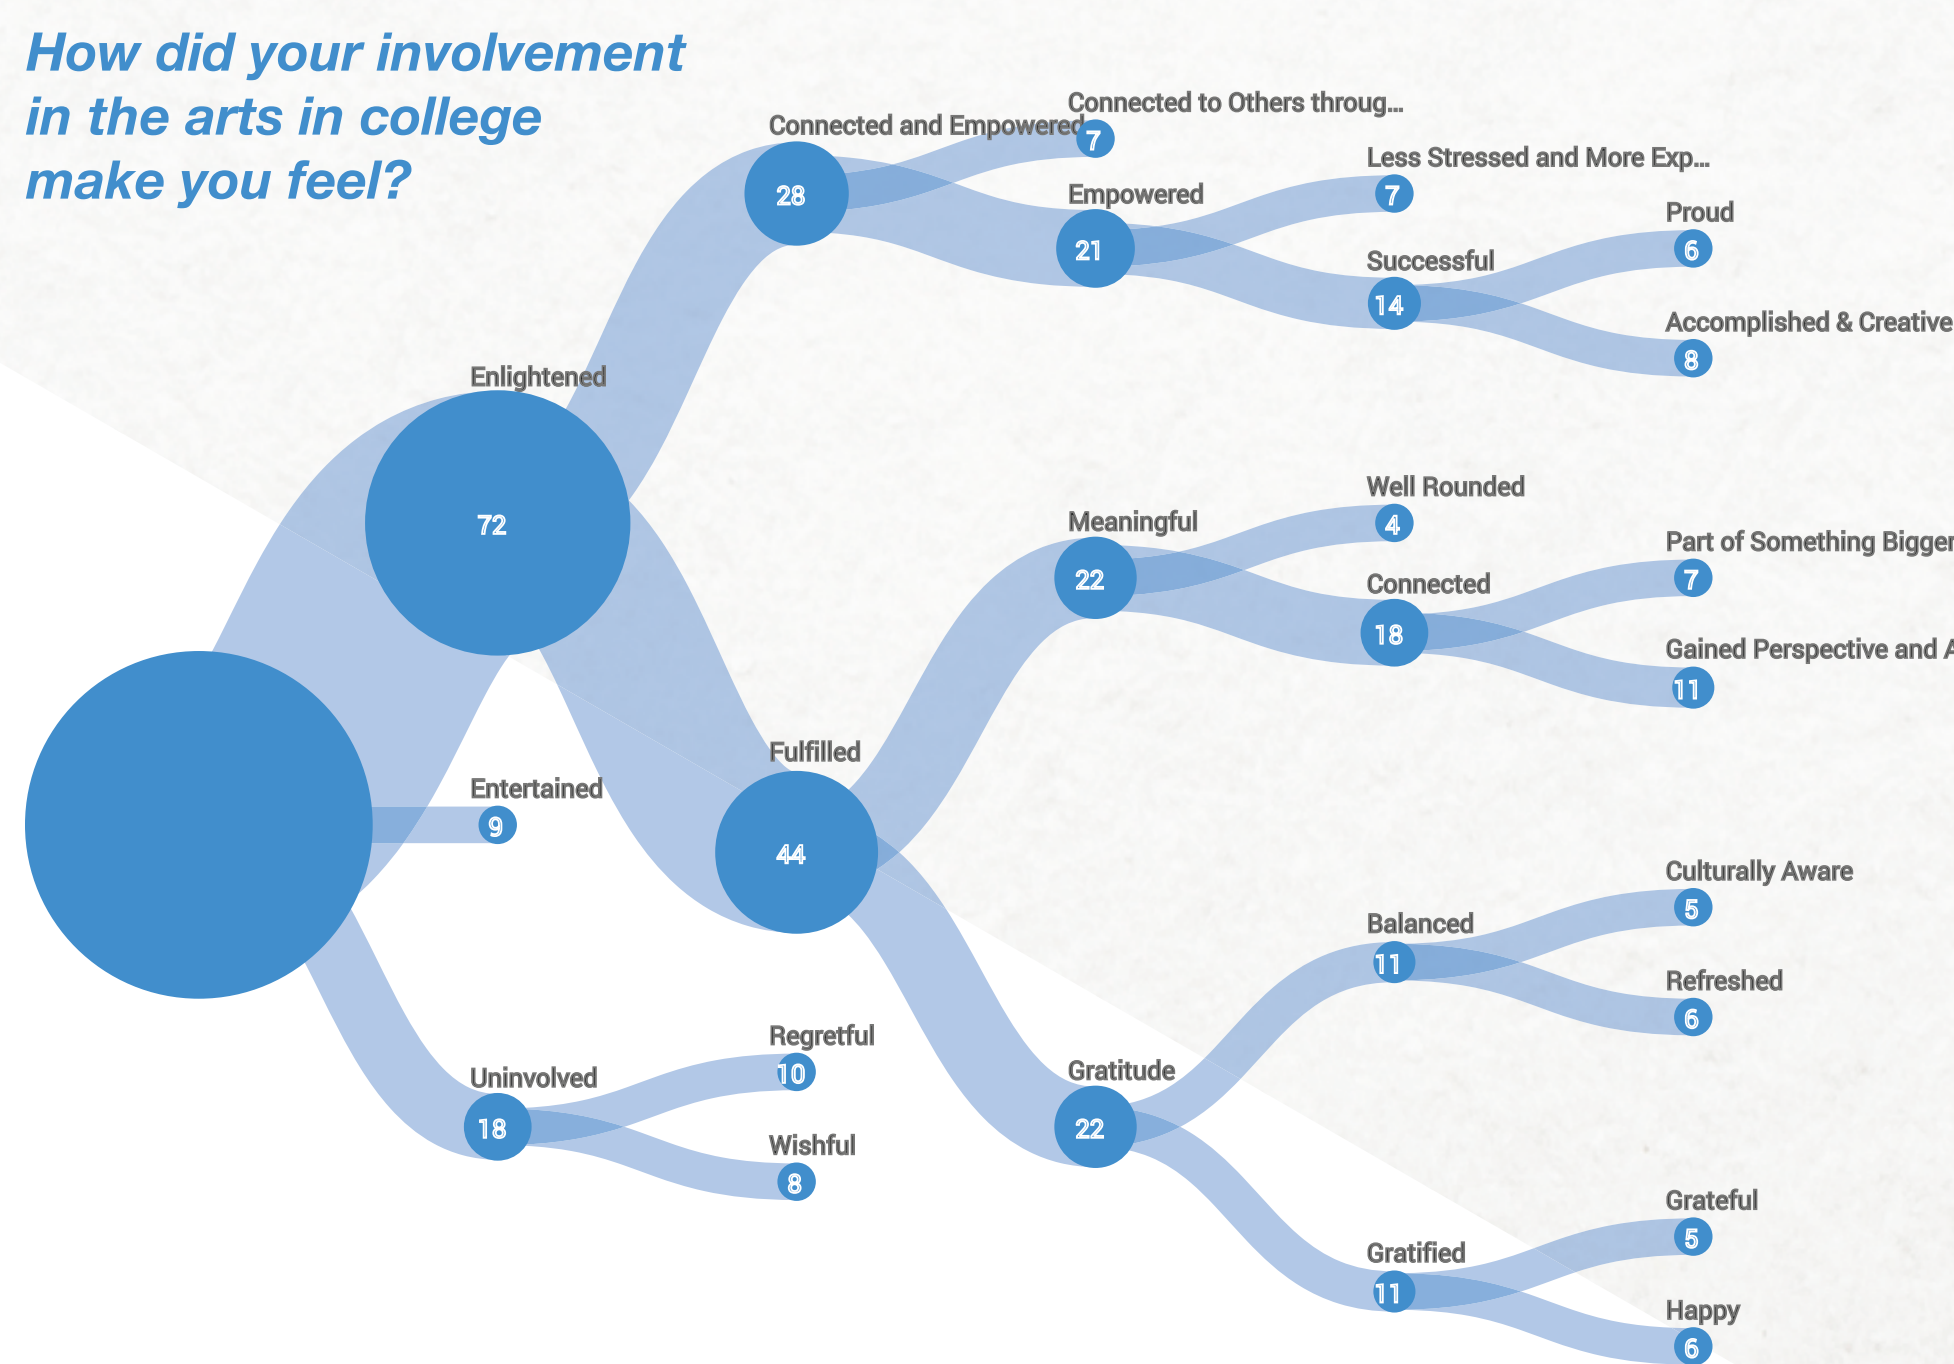 How did your involvement
in the arts in college
make you feel?
Connected to Others throug...
Connected and Empowered
7
Less Stressed and More Exp...
28
Empowered
7
Proud
21
6
Successful
14
Accomplished & Creative
8
Enlightened
72
Well Rounded
Meaningful
4
Part of Something Bigger
22
Connected
7
18
Gained Perspective and A
11
Fulfilled
Entertained
9
44
Culturally Aware
5
Balanced
11
Refreshed
6
Regretful
10
Uninvolved
Gratitude
18
22
Wishful
8
Grateful
5
Gratified
11
Happy
6